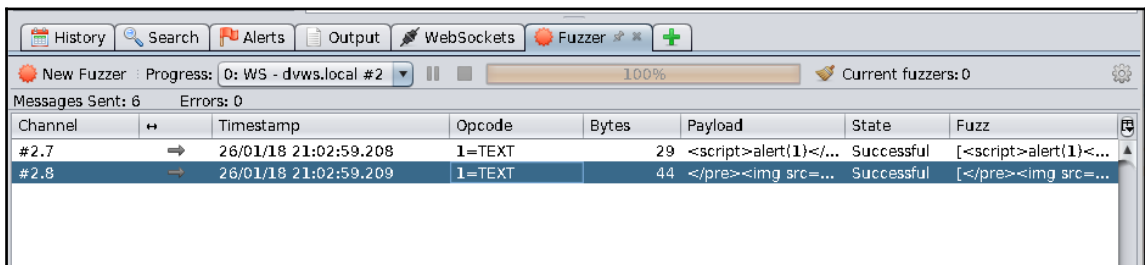 History Search Alerts Output WebSockets Fuzzer
New Fuzzer Progress: 0: WS - dvws.local #2 100% Current fuzzers: 0
Messages Sent: 6 Errors: 0
Channel ↔ Timestamp Opcode Bytes Payload State Fuzz
#2.7 ⇒ 26/01/18 21:02:59.208 1=TEXT 29 <script>alert(1)</... Successful [<script>alert(1)<...
#2.8 ⇒ 26/01/18 21:02:59.209 1=TEXT 44 </pre><img src=... Successful [</pre><img src=...